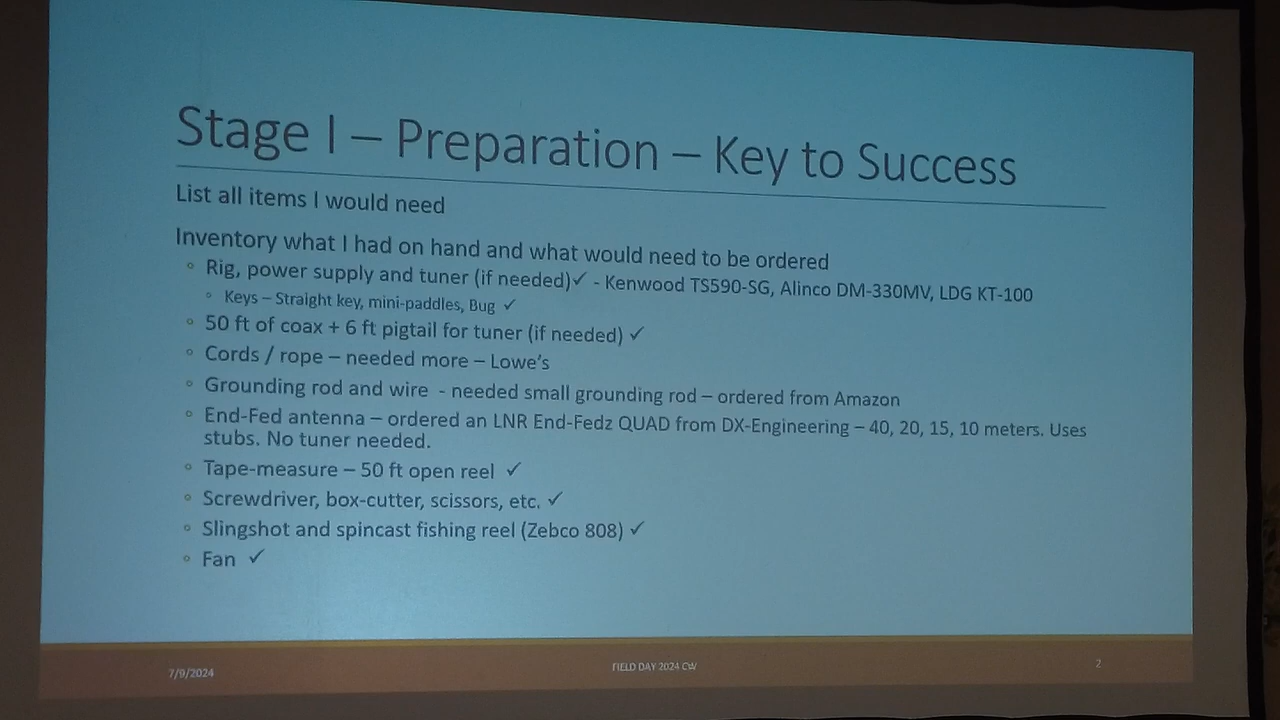 Stage I – Preparation – Key to Success
List all items I would need
Inventory what I had on hand and what would need to be ordered
◦ Rig, power supply and tuner (if needed)✓ - Kenwood TS590-SG, Alinco DM-330MV, LDG KT-100
◦ Keys – Straight key, mini-paddles, Bug ✓
◦ 50 ft of coax + 6 ft pigtail for tuner (if needed) ✓
◦ Cords / rope – needed more – Lowe's
◦ Grounding rod and wire - needed small grounding rod – ordered from Amazon
◦ End-Fed antenna – ordered an LNR End-Fedz QUAD from DX-Engineering – 40, 20, 15, 10 meters. Uses
stubs. No tuner needed.
◦ Tape-measure – 50 ft open reel ✓
◦ Screwdriver, box-cutter, scissors, etc. ✓
◦ Slingshot and spincast fishing reel (Zebco 808) ✓
◦ Fan ✓
7/9/2024
FIELD DAY 2024 CW
2